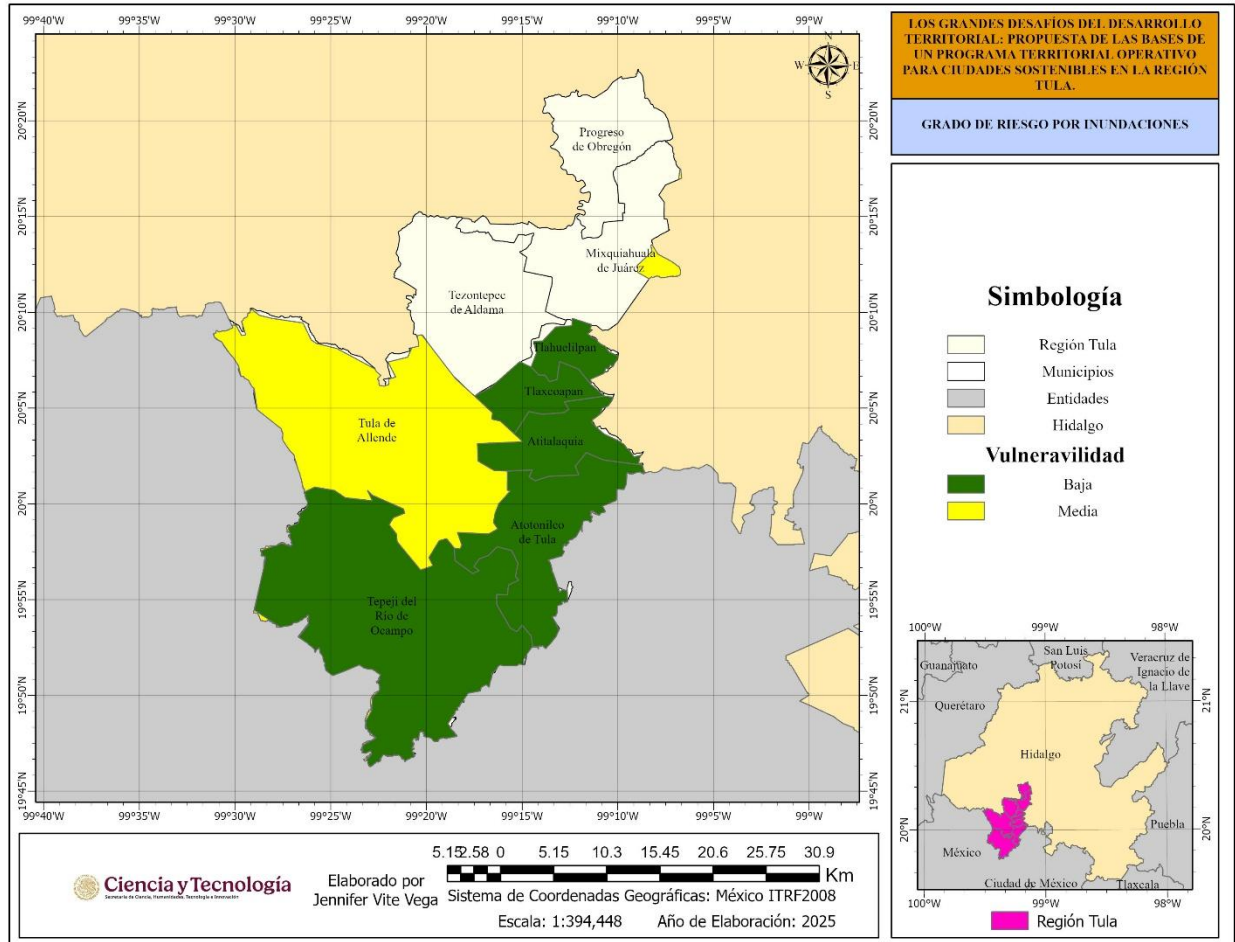 99°40'W 99°35'W 99°30'W 99°25'W 99°20'W 99°15'W 99°10'W 99°5'W 99°W
20°20'N
20°15'N
20°10'N
20°5'N
20°N
19°55'N
19°50'N
19°45'N
N
W E
S
Progreso
de Obregón
Mixquiahuala
de Juárez
Tezontepec
de Aldama
Tlahuelilpan
Tlaxcoapan
Tula de
Allende
Atitalaquia
Atotonilco
de Tula
Tepeji del
Rio de
Ocampo
20°20'N
20°15'N
20°10'N
20°5'N
20°N
19°55'N
19°50'N
19°45'N
99°40'W 99°35'W 99°30'W 99°25'W 99°20'W 99°15'W 99°10'W 99°5'W 99°W
LOS GRANDES DESAFÍOS DEL DESARROLLO
TERRITORIAL: PROPUESTA DE LAS BASES DE
UN PROGRAMA TERRITORIAL OPERATIVO
PARA CIUDADES SOSTENIBLES EN LA REGIÓN
TULA.
GRADO DE RIESGO POR INUNDACIONES
Simbología
Región Tula
Municipios
Entidades
Hidalgo
Vulneravilidad
Baja
Media
100°W 99°W 98°W
Guanajuato
San Luis
Potosí
Veracruz de
Ignacio de
la Llave
21°N 21°N
Querétaro
Hidalgo
20°N 20°N
Puebla
México
Ciudad de México
Tlaxcala
100°W 99°W 98°W
Región Tula
Ciencia y Tecnología
Secretaría de Ciencia, Humanidades, Tecnología e Innovación
Elaborado por
Jennifer Vite Vega
5.15 2.58 0 5.15 10.3 15.45 20.6 25.75 30.9
Km
Sistema de Coordenadas Geográficas: México ITRF2008
Escala: 1:394,448 Año de Elaboración: 2025